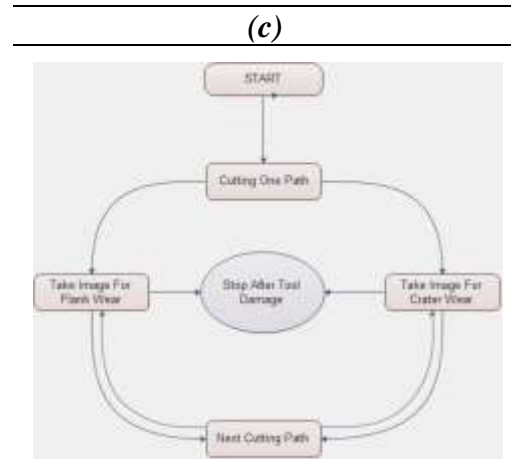 (c)
START
Cutting One Path
Take Image For
Flank Wear
Stop After Tool
Damage
Take Image For
Crater Wear
Next Cutting Path